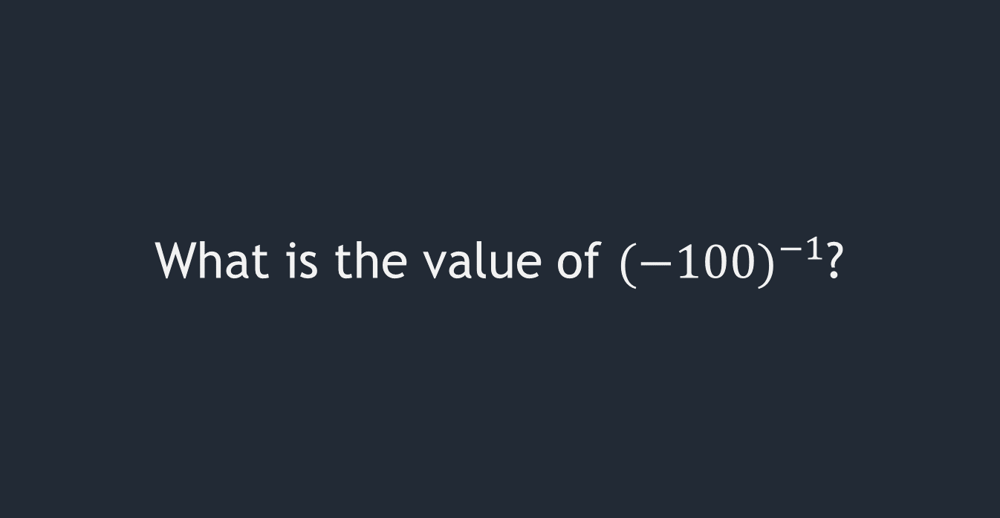 What is the value of (−100)⁻¹?